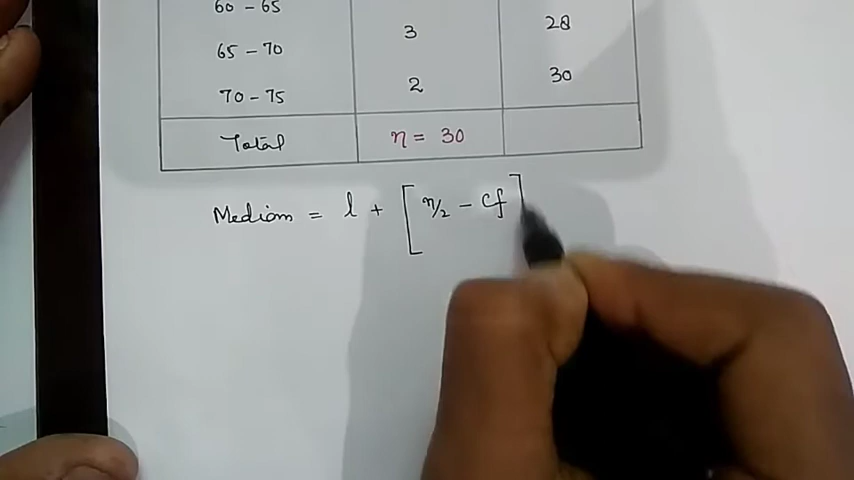 60 - 65
65 - 70 3 28
70 - 75 2 30
Total n = 30
Median = l + [ n/2 - cf ]